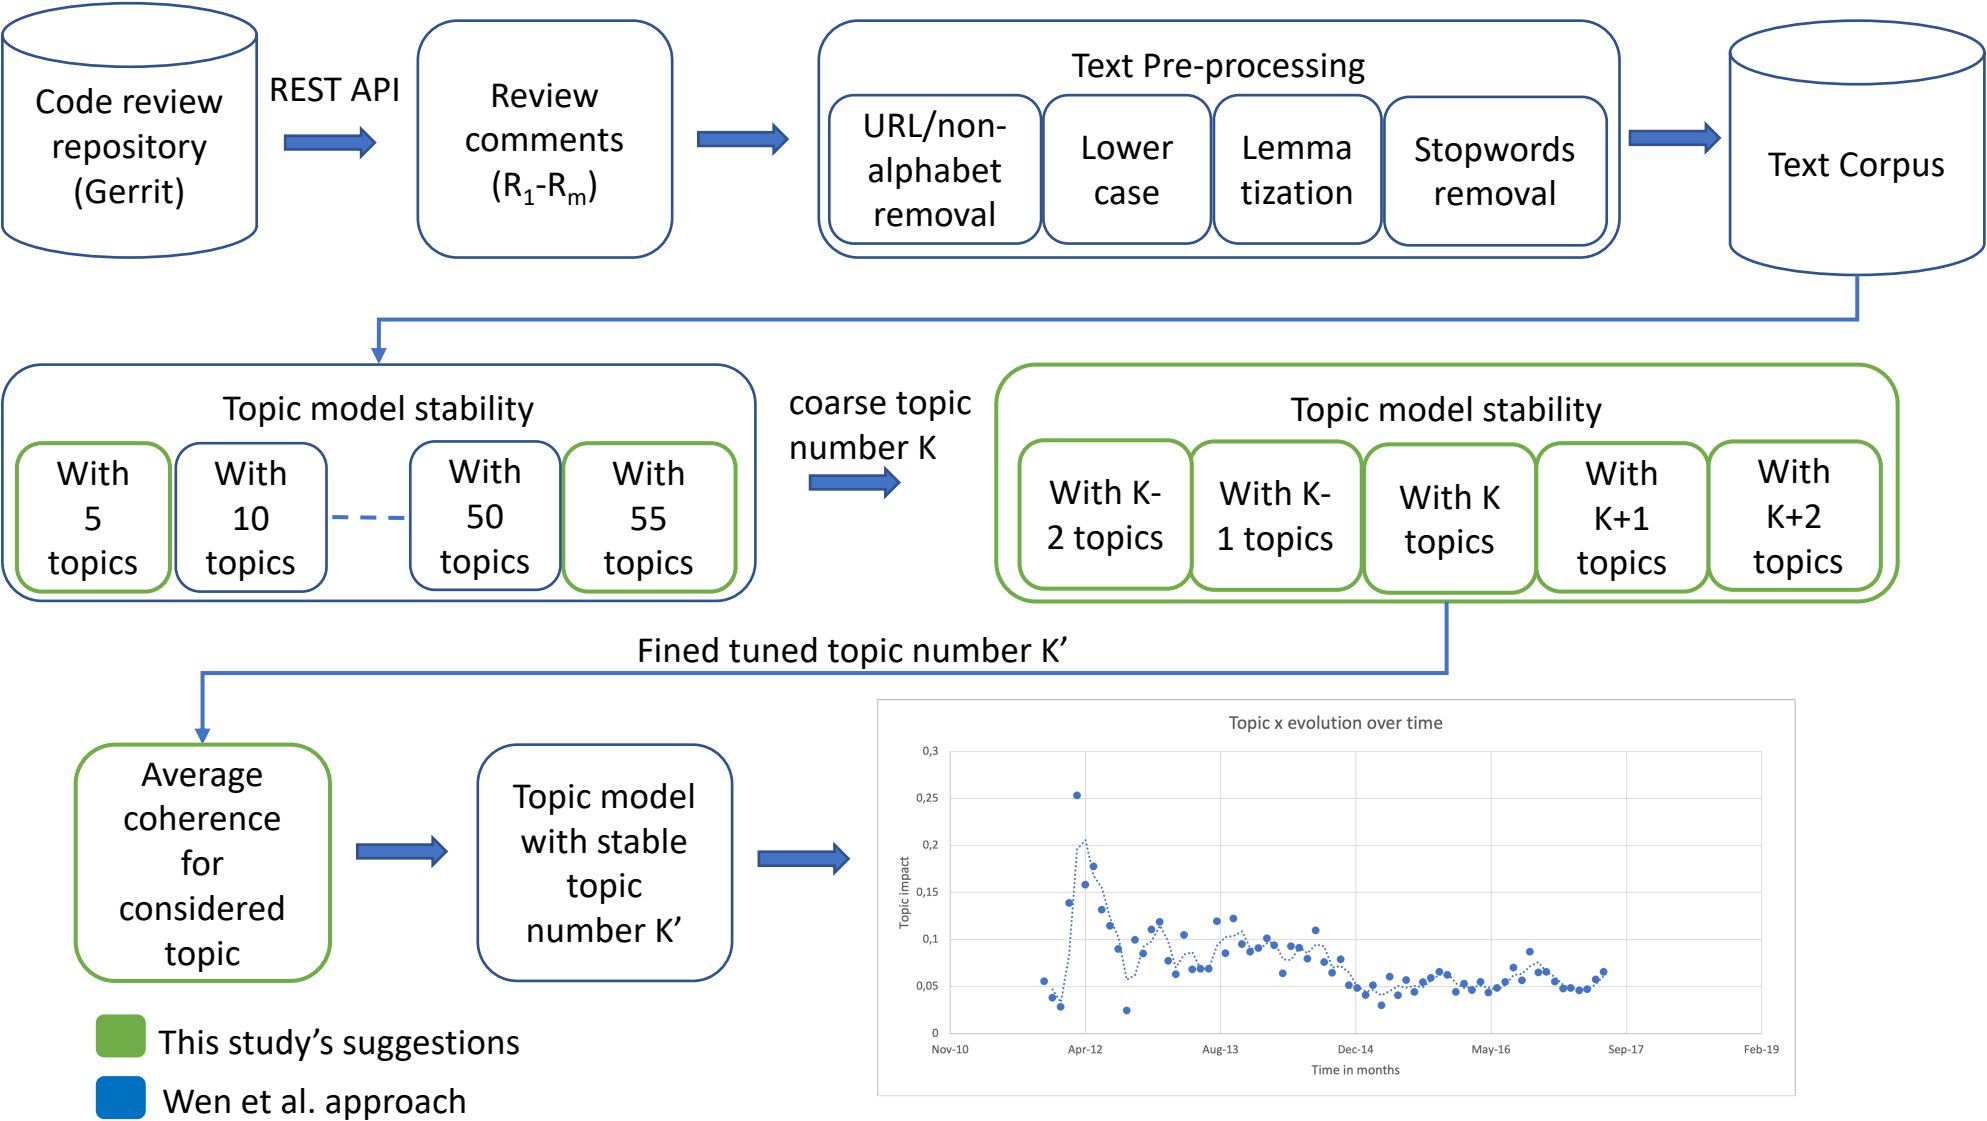 Code review
repository
(Gerrit)
REST API
Review
comments
(R1-Rm)
Text Pre-processing
URL/non-
alphabet
removal
Lower
case
Lemma
tization
Stopwords
removal
Text Corpus
Topic model stability
With
5
topics
With
10
topics
With
50
topics
With
55
topics
coarse topic
number K
Topic model stability
With K-
2 topics
With K-
1 topics
With K
topics
With
K+1
topics
With
K+2
topics
Fined tuned topic number K’
Average
coherence
for
considered
topic
Topic model
with stable
topic
number K’
Topic x evolution over time
Topic impact
0,3
0,25
0,2
0,15
0,1
0,05
0
Nov-10
Apr-12
Aug-13
Dec-14
May-16
Sep-17
Feb-19
Time in months
This study’s suggestions
Wen et al. approach